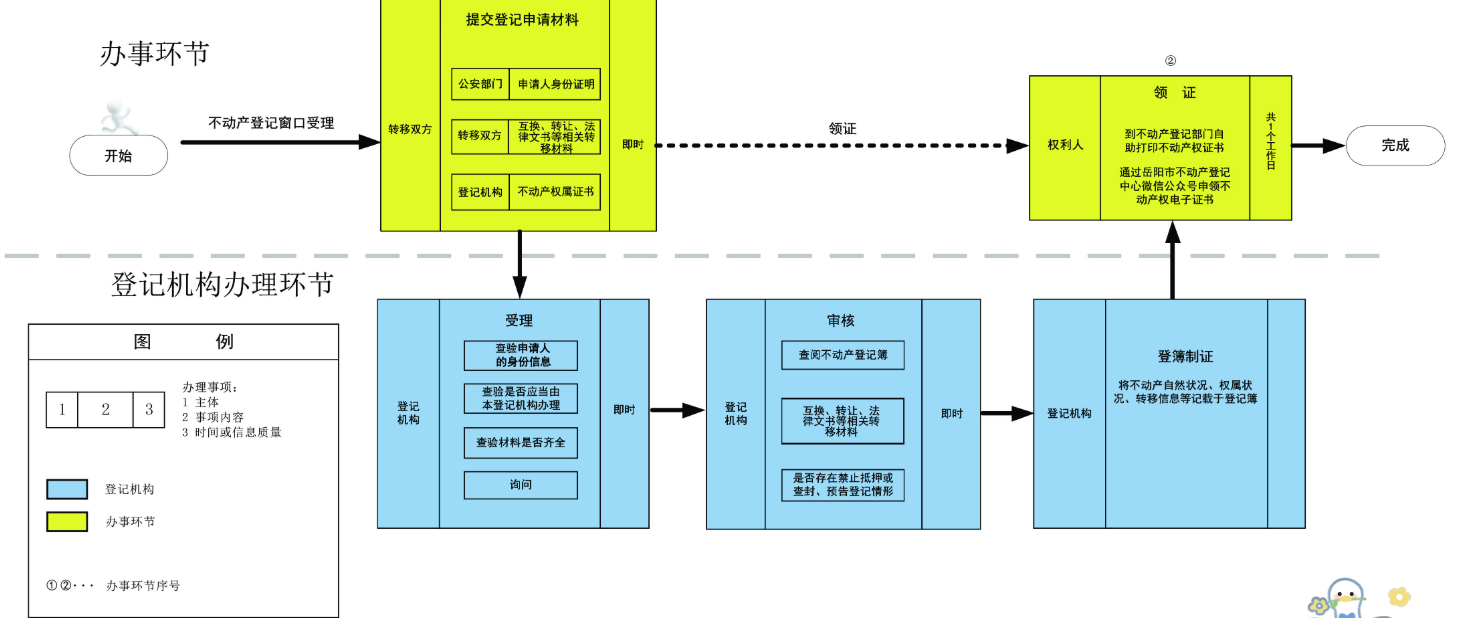 办事环节
开始
不动产登记窗口受理
提交登记申请材料
转移双方
公安部门
申请人身份证明
转移双方
互换、转让、法
律文书等相关转
移材料
登记机构
不动产权属证书
即时
领证
②
权利人
领 证
到不动产登记部门自
助打印不动产权证书
通过岳阳市不动产登记
中心微信公众号申领不
动产权电子证书
共1个工作日
完成
登记机构办理环节
图 例
1
2
3
办理事项:
1 主体
2 事项内容
3 时间或信息质量
登记机构
办事环节
①②··· 办事环节序号
登记
机构
受理
查验申请人
的身份信息
查验是否应当由
本登记机构办理
查验材料是否齐全
询问
即时
登记
机构
审核
查阅不动产登记簿
互换、转让、法
律文书等相关转
移材料
是否存在禁止抵押或
查封、预告登记情形
即时
登记机构
登簿制证
将不动产自然状况、权属状
况、转移信息等记载于登记簿